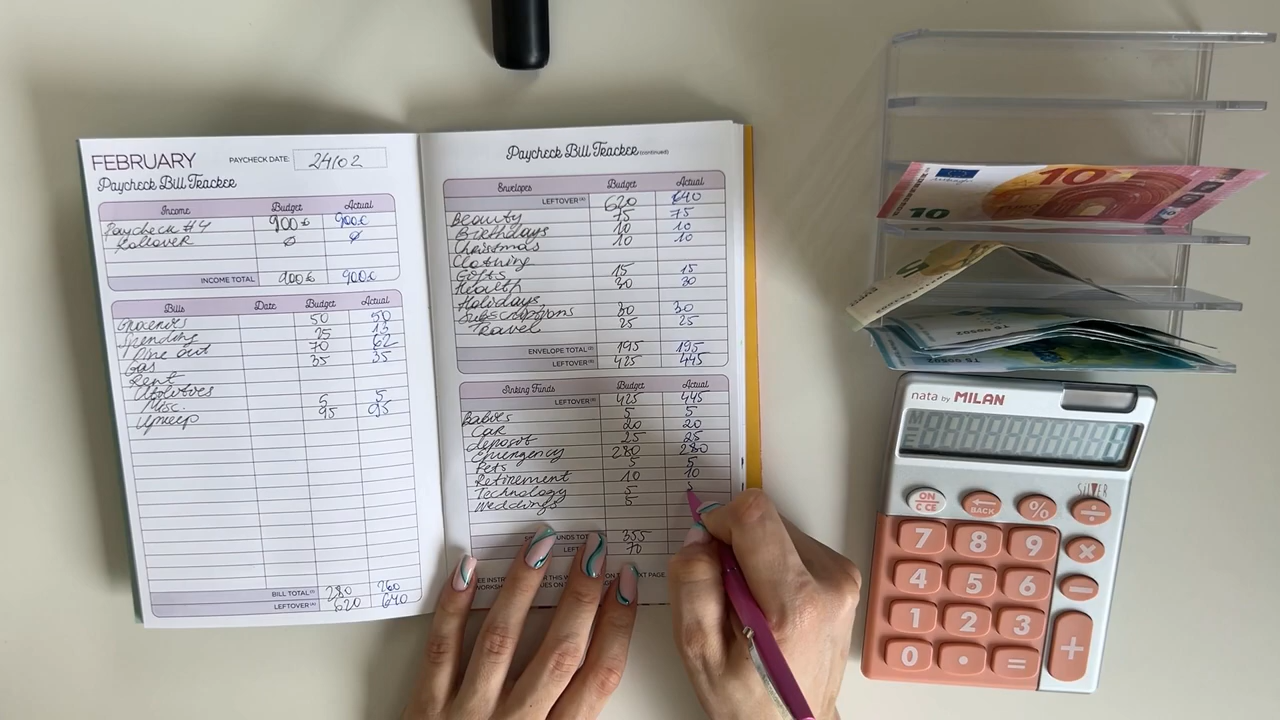 FEBRUARY PAYCHECK DATE: 24/02
Paycheck Bill Tracker
Income Budget Actual
Paycheck #4 900€ 900€
Rollover ø ø
INCOME TOTAL 900€ 900€
Bills Date Budget Actual
Groceries 50 50
Spending 25 13
Dine out 70 62
Gas 35 35
Rent
Misc. 5 5
95 95
BILL TOTAL 280 260
LEFTOVER (A) 620 640
Paycheck Bill Tracker (continued)
Envelopes Budget Actual
LEFTOVER (A) 620 640
Beauty 75 75
Birthdays 10 10
Christmas 10 10
Clothing
Gifts 15 15
Health 30 30
Holidays
Subscriptions 30 30
Travel 25 25
ENVELOPE TOTAL 195 195
LEFTOVER 425 445
Sinking Funds Budget Actual
LEFTOVER 425 445
Babies 5 5
Car 20 20
Deposit 25 25
Emergency 280 280
Pets 5 5
Retirement 10 10
Technology 5 5
Weddings 5
355
70
10
10
nata by MILAN
M
E
SILVER
ON CE/C BACK % ÷
7 8 9 ×
4 5 6 −
1 2 3 +
0 • =